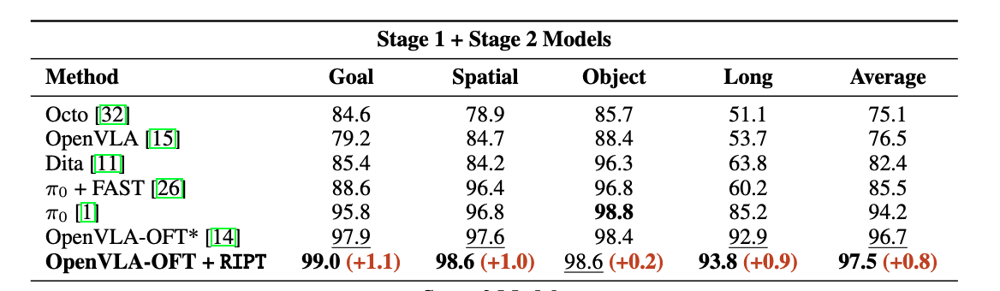 Stage 1 + Stage 2 Models
Method Goal Spatial Object Long Average
Octo [32] 84.6 78.9 85.7 51.1 75.1
OpenVLA [15] 79.2 84.7 88.4 53.7 76.5
Dita [11] 85.4 84.2 96.3 63.8 82.4
π0 + FAST [26] 88.6 96.4 96.8 60.2 85.5
π0 [1] 95.8 96.8 98.8 85.2 94.2
OpenVLA-OFT* [14] 97.9 97.6 98.4 92.9 96.7
OpenVLA-OFT + RIPT 99.0 (+1.1) 98.6 (+1.0) 98.6 (+0.2) 93.8 (+0.9) 97.5 (+0.8)